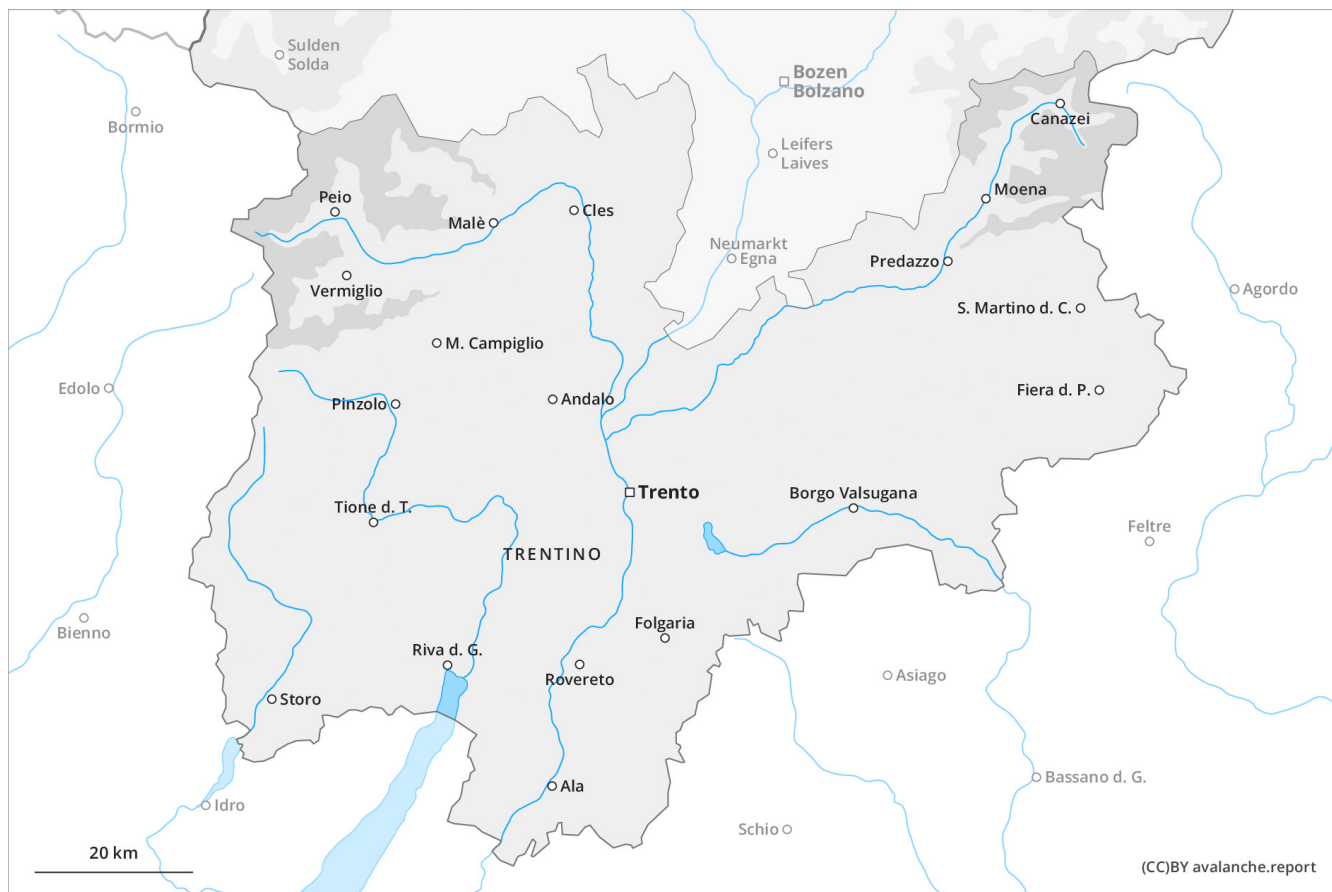 Sulden
Solda
Bormio
Bozen
Bolzano
Leifers
Laives
Canazei
Moena
Peio
Malè
Cles
Neumarkt
Egna
Predazzo
Vermiglio
Agordo
S. Martino d. C.
M. Campiglio
Edolo
Pinzolo
Andalo
Fiera d. P.
Trento
Borgo Valsugana
Tione d. T.
Feltre
TRENTINO
Bienno
Folgaria
Riva d. G.
Rovereto
Asiago
Storo
Bassano d. G.
Ala
Idro
Schio
20 km
(CC)BY avalanche.report